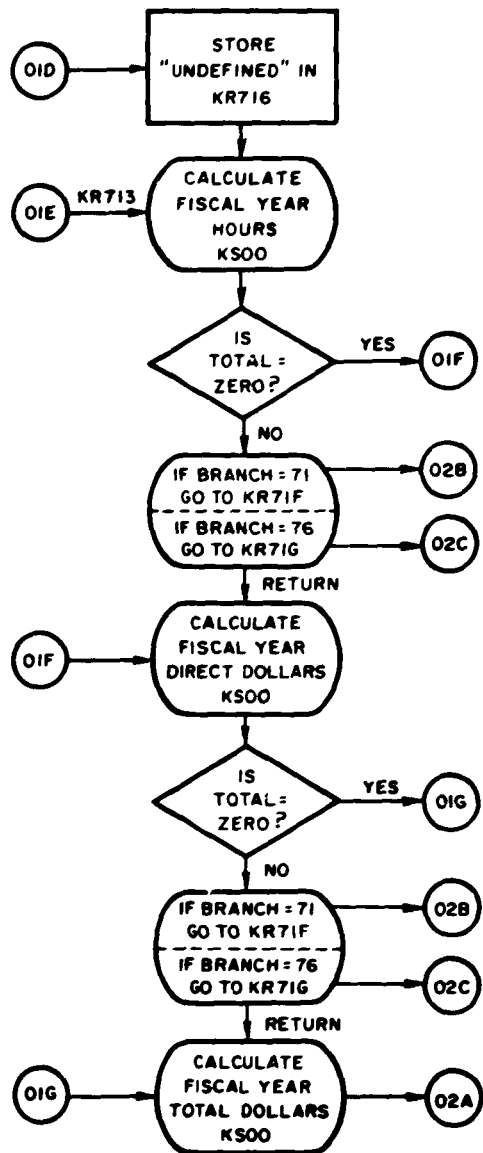 STORE
"UNDEFINED" IN
KR716
01D
KR713
01E
CALCULATE
FISCAL YEAR
HOURS
KS00
IS
TOTAL =
ZERO?
YES
01F
NO
IF BRANCH = 71
GO TO KR71F
02B
IF BRANCH = 76
GO TO KR71G
02C
RETURN
CALCULATE
FISCAL YEAR
DIRECT DOLLARS
KS00
01F
IS
TOTAL =
ZERO?
YES
01G
NO
IF BRANCH = 71
GO TO KR71F
02B
IF BRANCH = 76
GO TO KR71G
02C
RETURN
CALCULATE
FISCAL YEAR
TOTAL DOLLARS
KS00
01G
02A